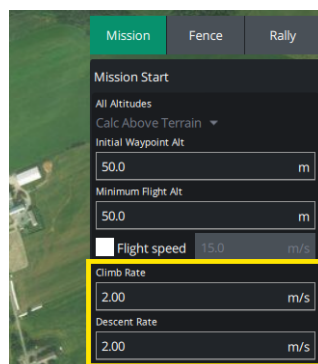 Mission Fence Rally
Mission Start
All Altitudes
Calc Above Terrain
Initial Waypoint Alt
50.0 m
Minimum Flight Alt
50.0 m
Flight speed 15.0 m/s
Climb Rate
2.00 m/s
Descent Rate
2.00 m/s